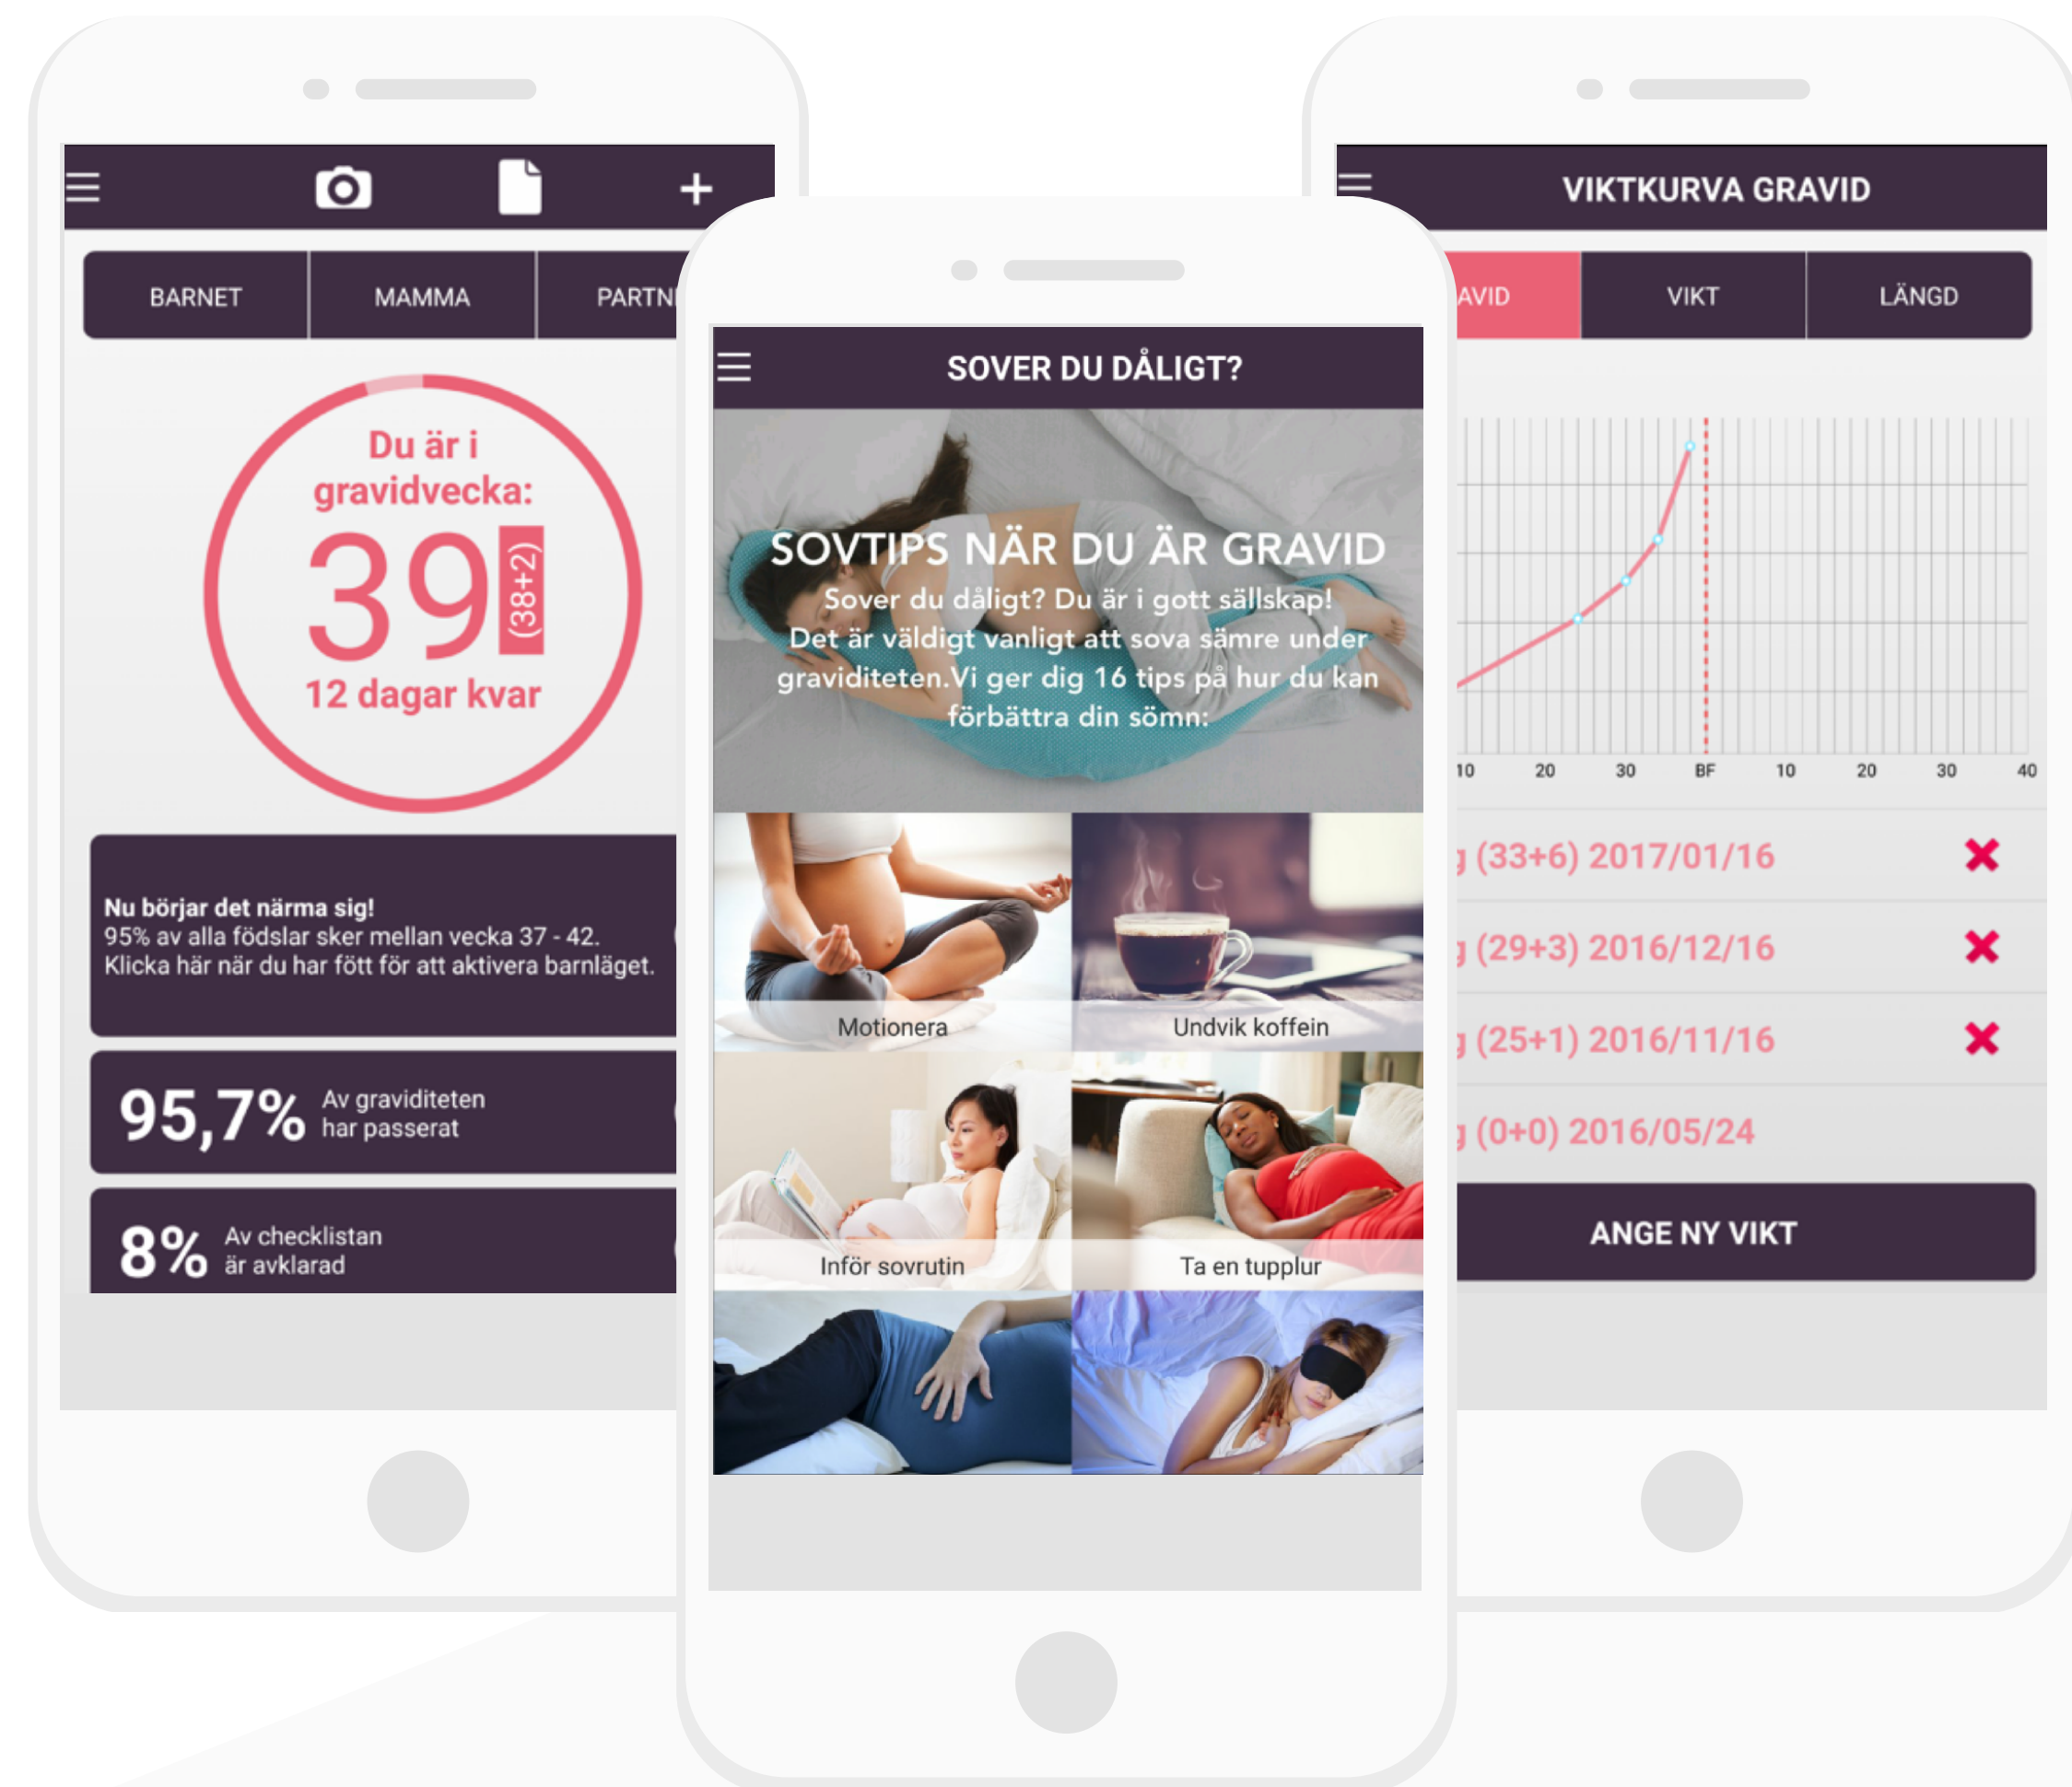 BARNET
MAMMA
Du är i
gravidvecka:
39
(38+2)
12 dagar kvar
Nu börjar det närma sig!
95% av alla födslar sker mellan vecka 37 - 42.
Klicka här när du har fött för att aktivera barnläget.
95,7%
Av graviditeten
har passerat
8%
Av checklistan
är avklarad
SOVER DU DÅLIGT?
SOVTIPS NÄR DU ÄR GRAVID
Sover du dåligt? Du är i gott sällskap!
Det är väldigt vanligt att sova sämre under
graviditeten.Vi ger dig 16 tips på hur du kan
förbättra din sömn:
Motionera
Undvik koffein
Inför sovrutin
Ta en tupplur
VIKTKURVA GRAVID
VIKT
LÄNGD
10 20 30 BF 10 20 30 40
(33+6) 2017/01/16
(29+3) 2016/12/16
(25+1) 2016/11/16
(0+0) 2016/05/24
ANGE NY VIKT